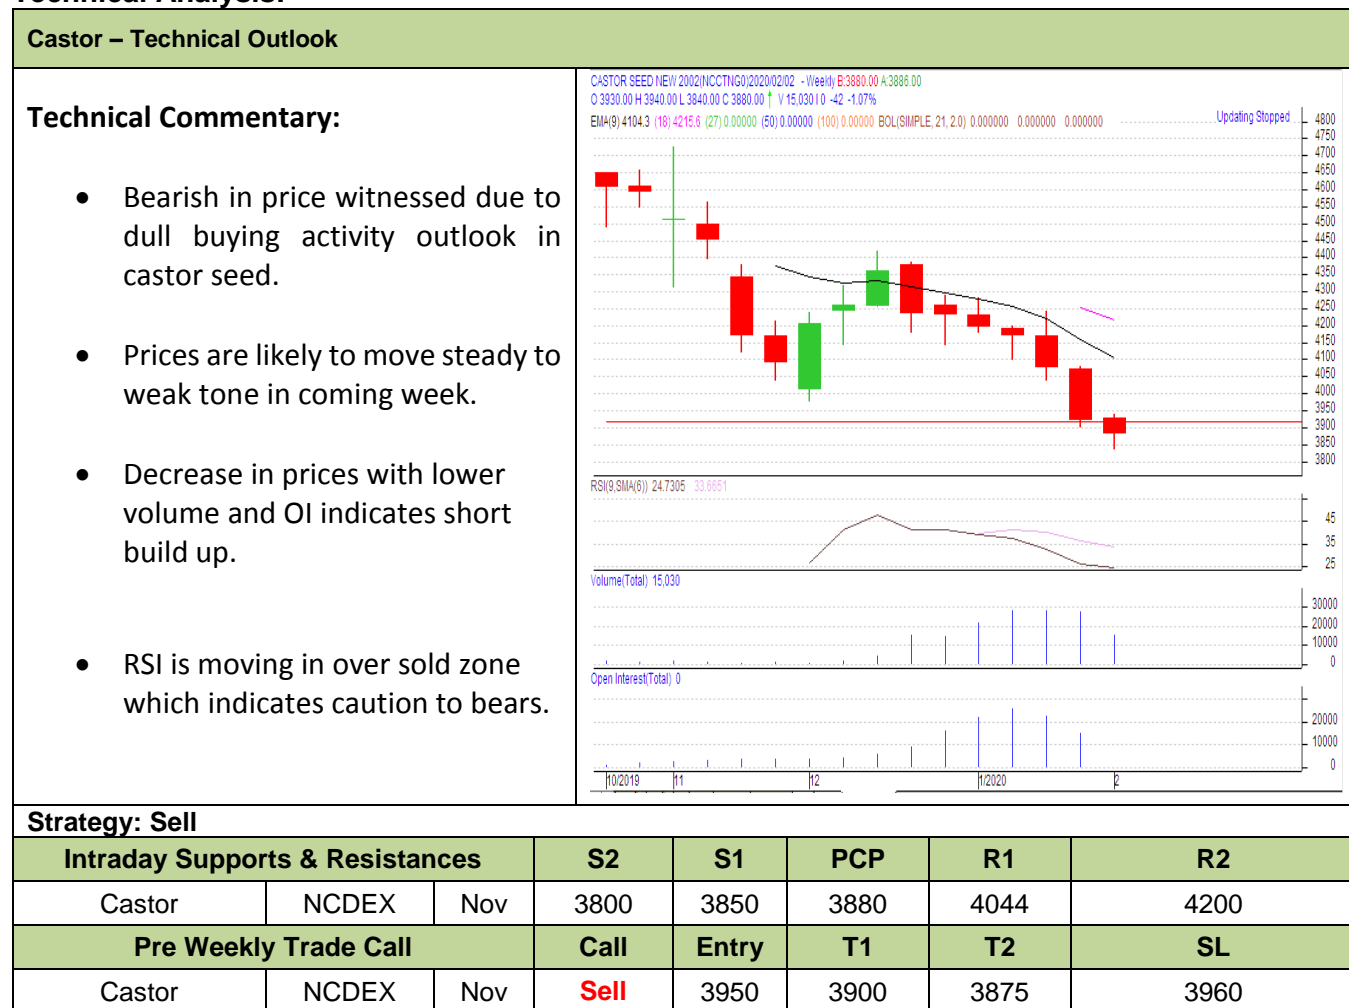 Technical Analysis:
Castor – Technical Outlook
Technical Commentary:
● Bearish in price witnessed due to
dull buying activity outlook in
castor seed.
● Prices are likely to move steady to
weak tone in coming week.
● Decrease in prices with lower
volume and OI indicates short
build up.
● RSI is moving in over sold zone
which indicates caution to bears.
CASTOR SEED NEW 2002(NCCTNG0)2020/02/02 - Weekly B:3880.00 A:3886.00
O 3930.00 H 3940.00 L 3840.00 C 3880.00 ↑ V 15,030 I 0 -42 -1.07%
EMA(9) 4104.3 (18) 4215.6 (27) 0.00000 (50) 0.00000 (100) 0.00000 BOL(SIMPLE, 21, 2.0) 0.000000 0.000000 0.000000
Updating Stopped
4800
4750
4700
4650
4600
4550
4500
4450
4400
4350
4300
4250
4200
4150
4100
4050
4000
3950
3900
3850
3800
RSI(9,SMA(6)) 24.7305 33.6651
45
35
25
Volume(Total) 15,030
30000
20000
10000
0
Open Interest(Total) 0
20000
10000
0
10/2019 11 12 1/2020 2
Strategy: Sell
Intraday Supports & Resistances S2 S1 PCP R1 R2
Castor NCDEX Nov 3800 3850 3880 4044 4200
Pre Weekly Trade Call Call Entry T1 T2 SL
Castor NCDEX Nov Sell 3950 3900 3875 3960